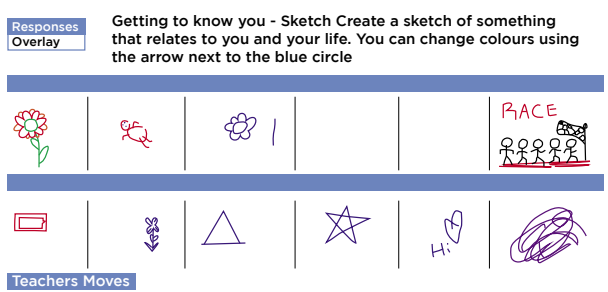 Responses
Overlay
Getting to know you - Sketch Create a sketch of something
that relates to you and your life. You can change colours using
the arrow next to the blue circle
RACE
Hi
Teachers Moves